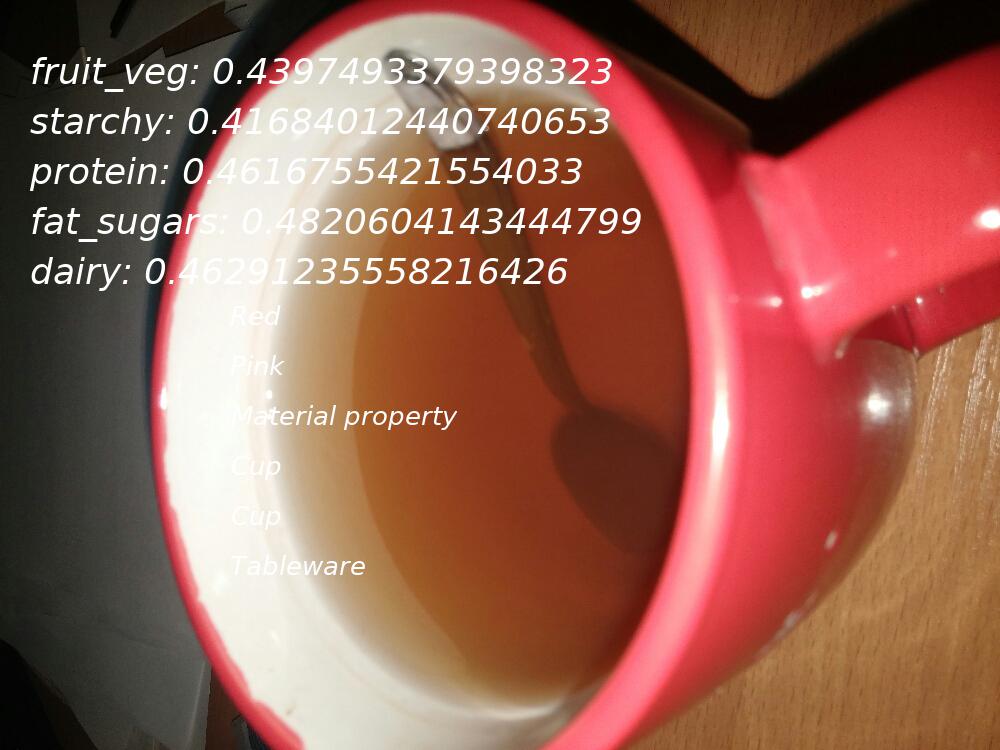 fruit_veg: 0.4397493379398323
starchy: 0.41684012440740653
protein: 0.4616755421554033
fat_sugars: 0.4820604143444799
dairy: 0.46291235558216426
Red
Pink
Material property
Cup
Cup
Tableware